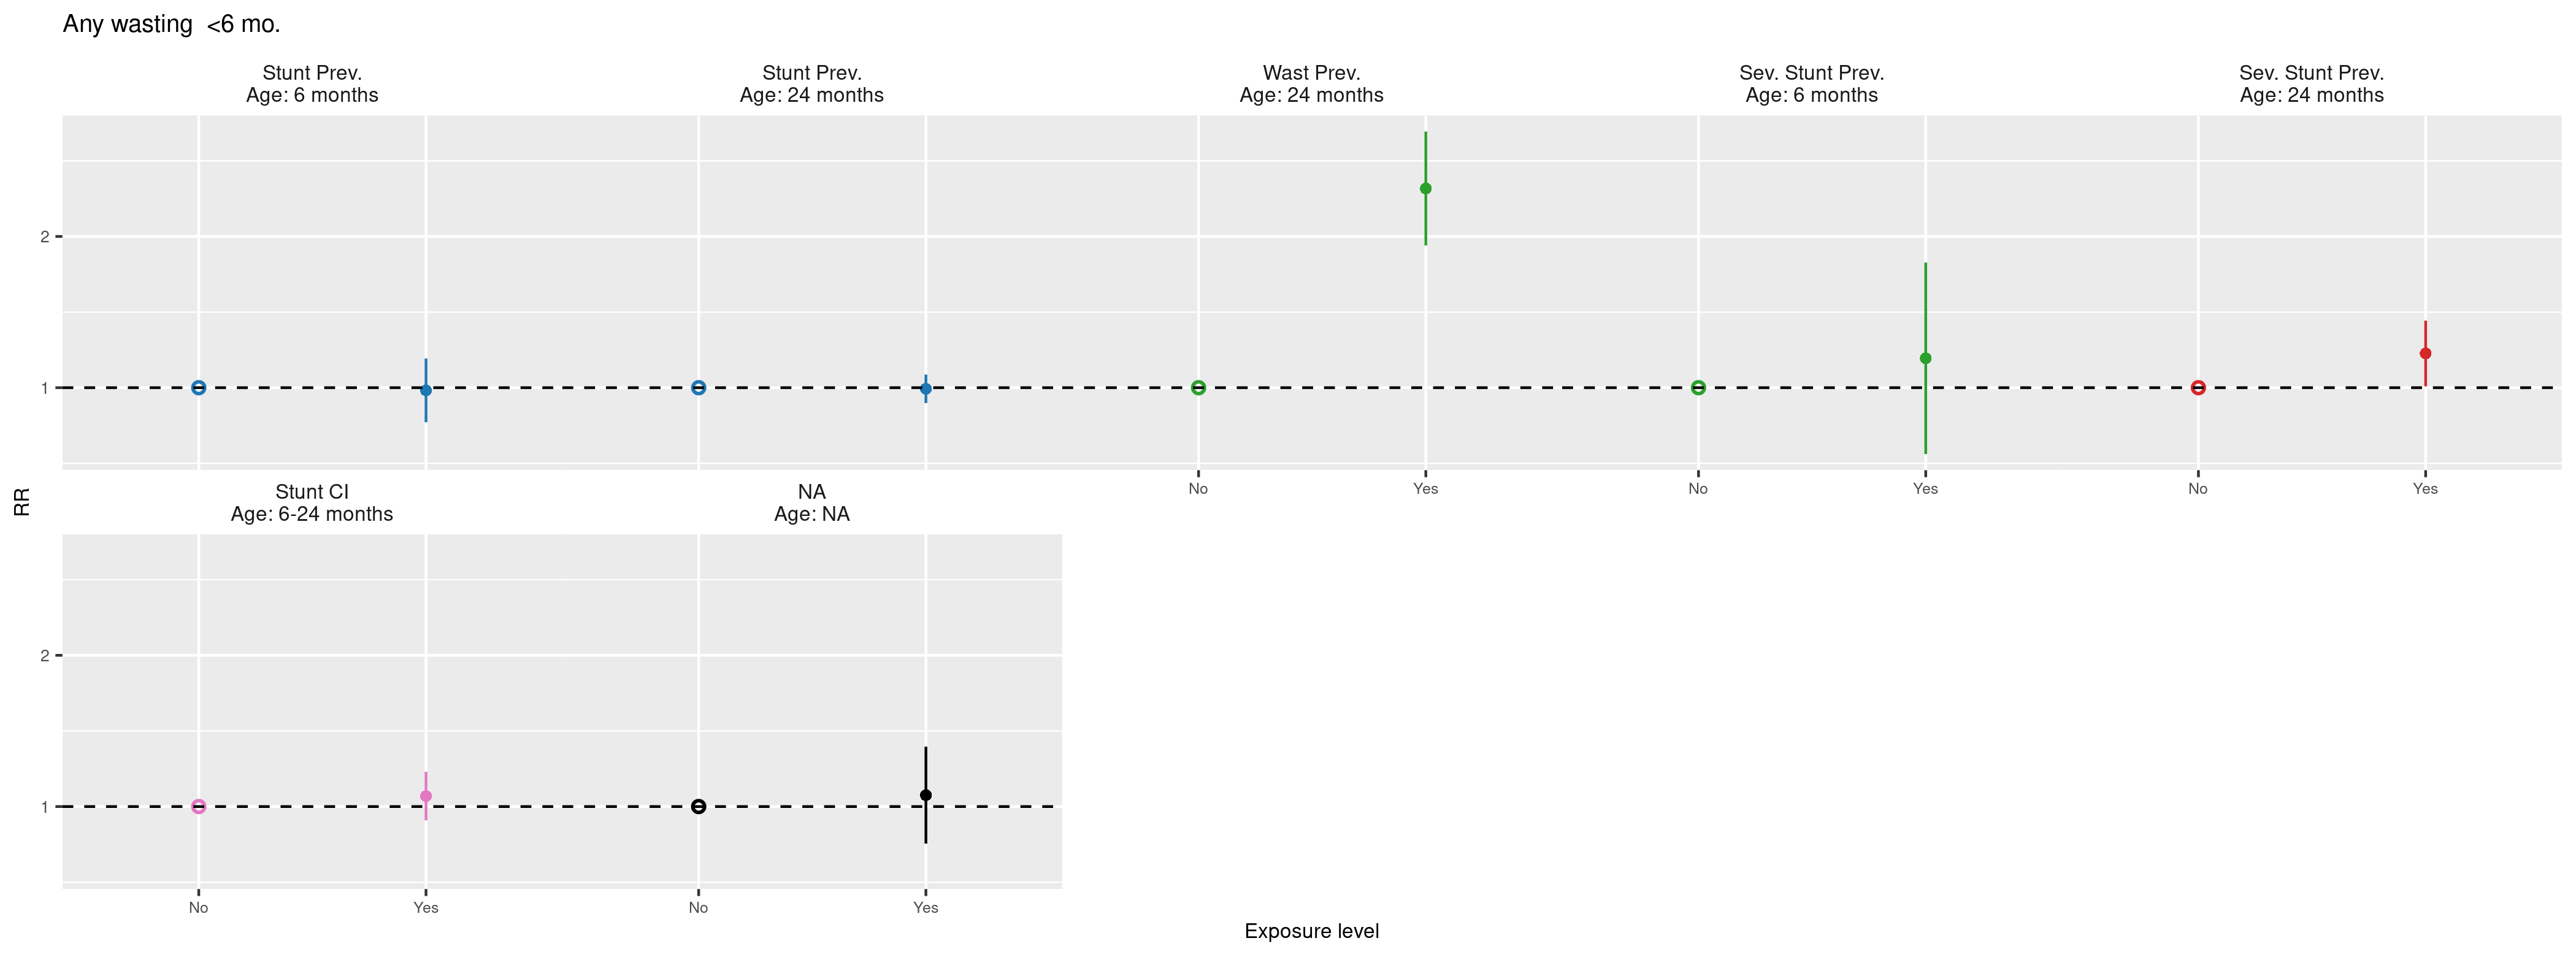 Any wasting  <6 mo.
Stunt Prev.
Age: 6 months
Stunt Prev.
Age: 24 months
Wast Prev.
Age: 24 months
Sev. Stunt Prev.
Age: 6 months
Sev. Stunt Prev.
Age: 24 months
2
1
No
Yes
No
Yes
No
Yes
RR
Stunt CI
Age: 6-24 months
NA
Age: NA
2
1
No
Yes
No
Yes
Exposure level